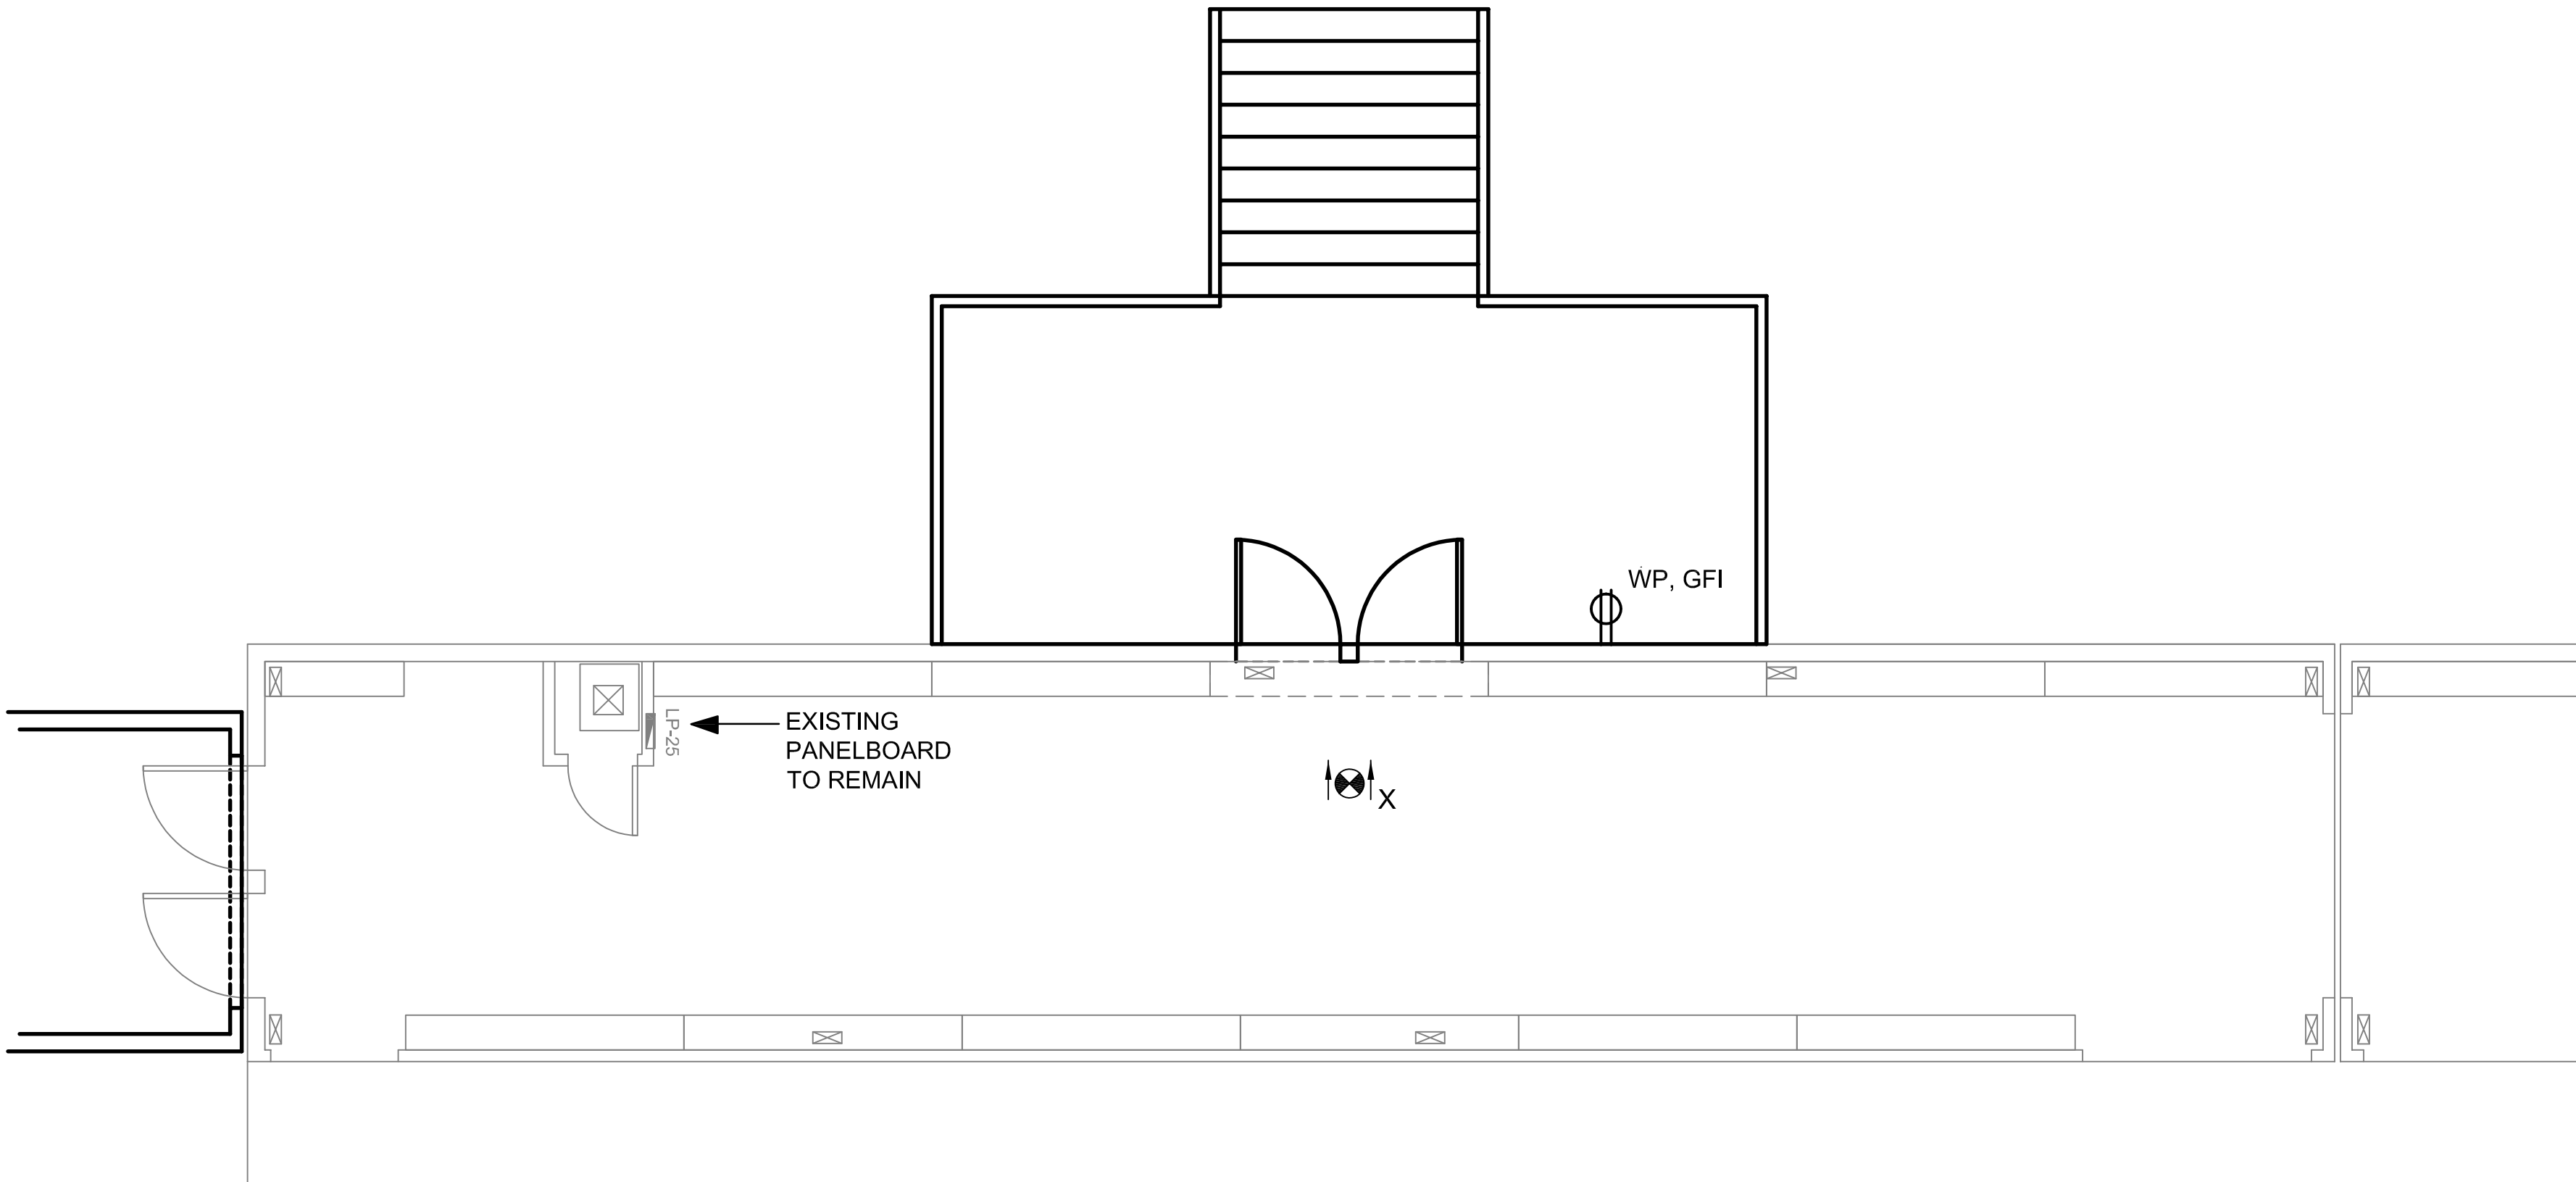 WP, GFI
LP-25
EXISTING
PANELBOARD
TO REMAIN
X